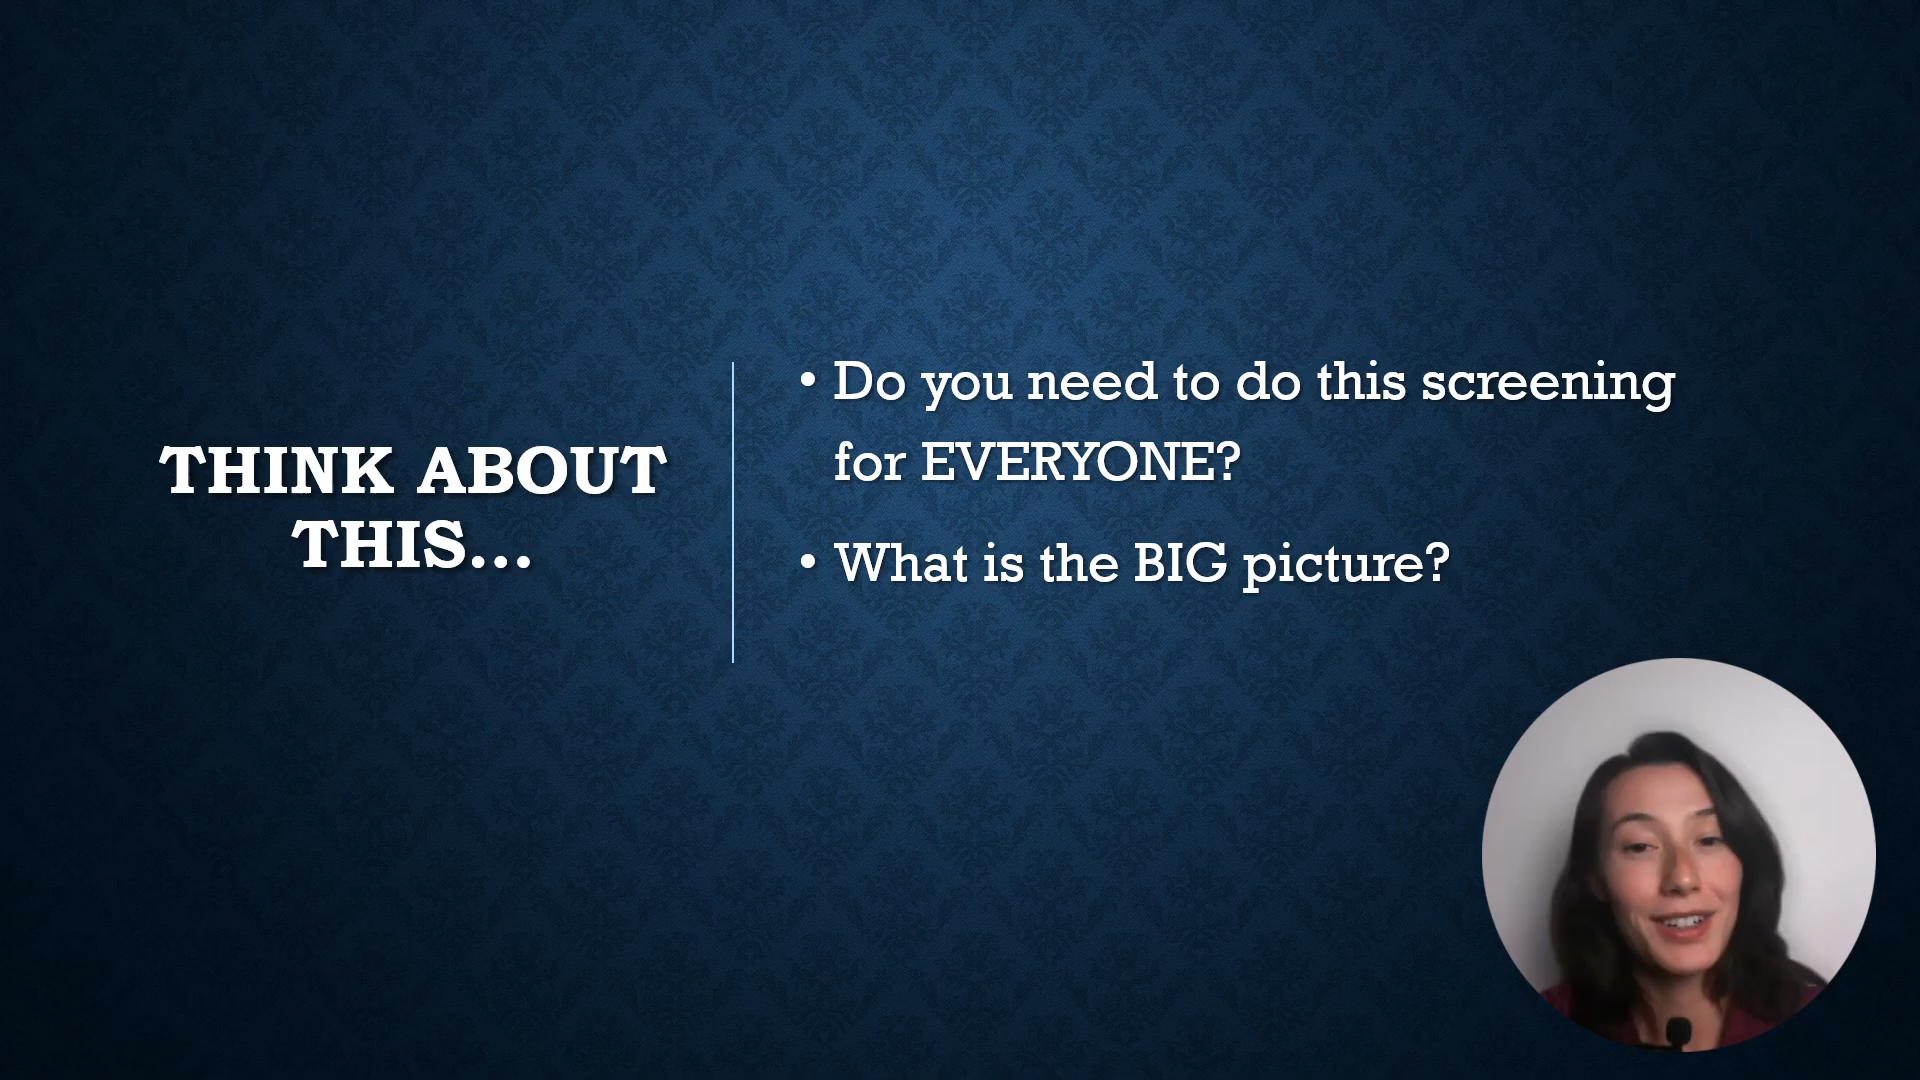 THINK ABOUT
THIS...
• Do you need to do this screening
for EVERYONE?
• What is the BIG picture?